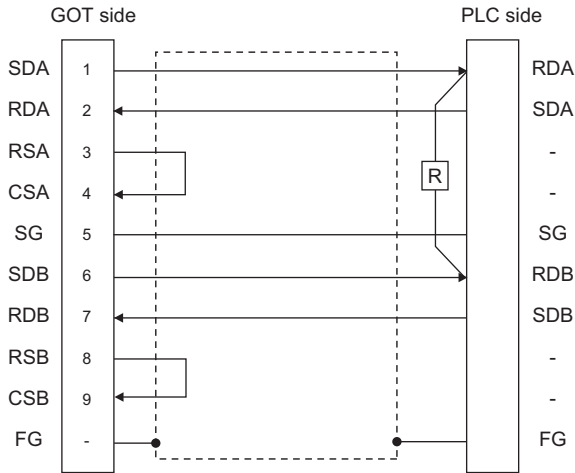 GOT side PLC side
SDA 1 RDA
RDA 2 SDA
RSA 3 -
R
CSA 4 -
SG 5 SG
SDB 6 RDB
RDB 7 SDB
RSB 8 -
CSB 9 -
FG - FG